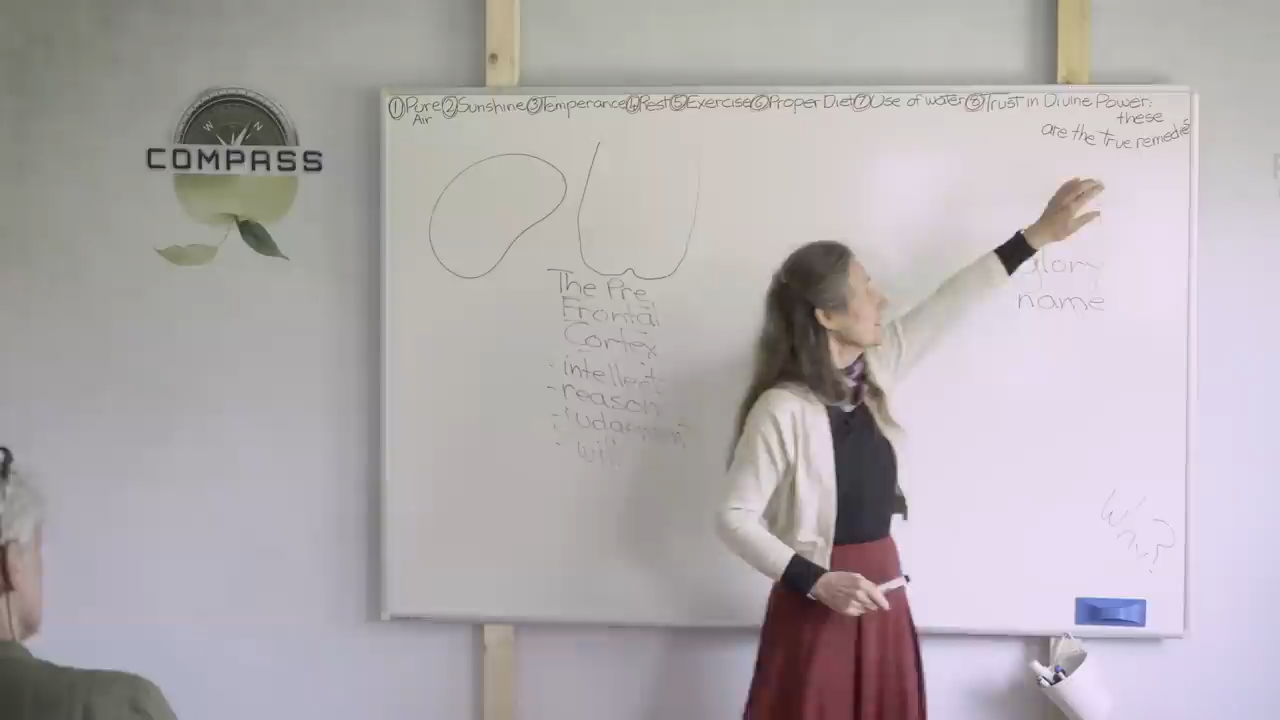 W N
COMPASS
① Pure ② Sunshine ③ Temperance ④ Rest ⑤ Exercise ⑥ Proper Diet ⑦ Use of water ⑧ Trust in Divine Power:
Air
these
are the true remedies
The Pre
Frontal
Cortex
- intellect
- reason
- judgment
- will
glory
name
Why?